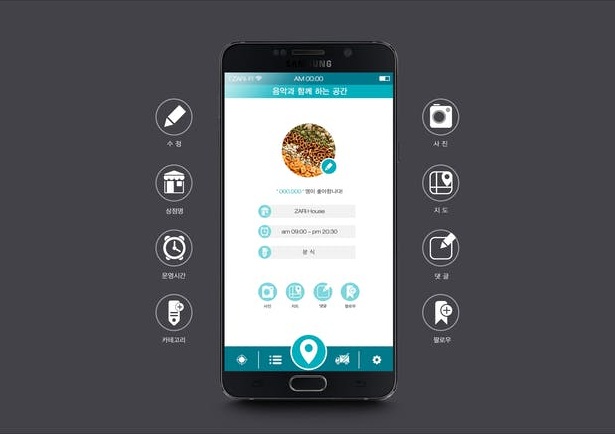 수 정
상점명
운영시간
카테고리
SAMSUNG
AM 00:00
음악과 함께 하는 공간
"000,000"명이 좋아합니다!
ZARI-House
am 09:00 ~ pm 20:30
분 식
사진
지도
댓글
팔로우
사 진
지 도
댓 글
팔로우